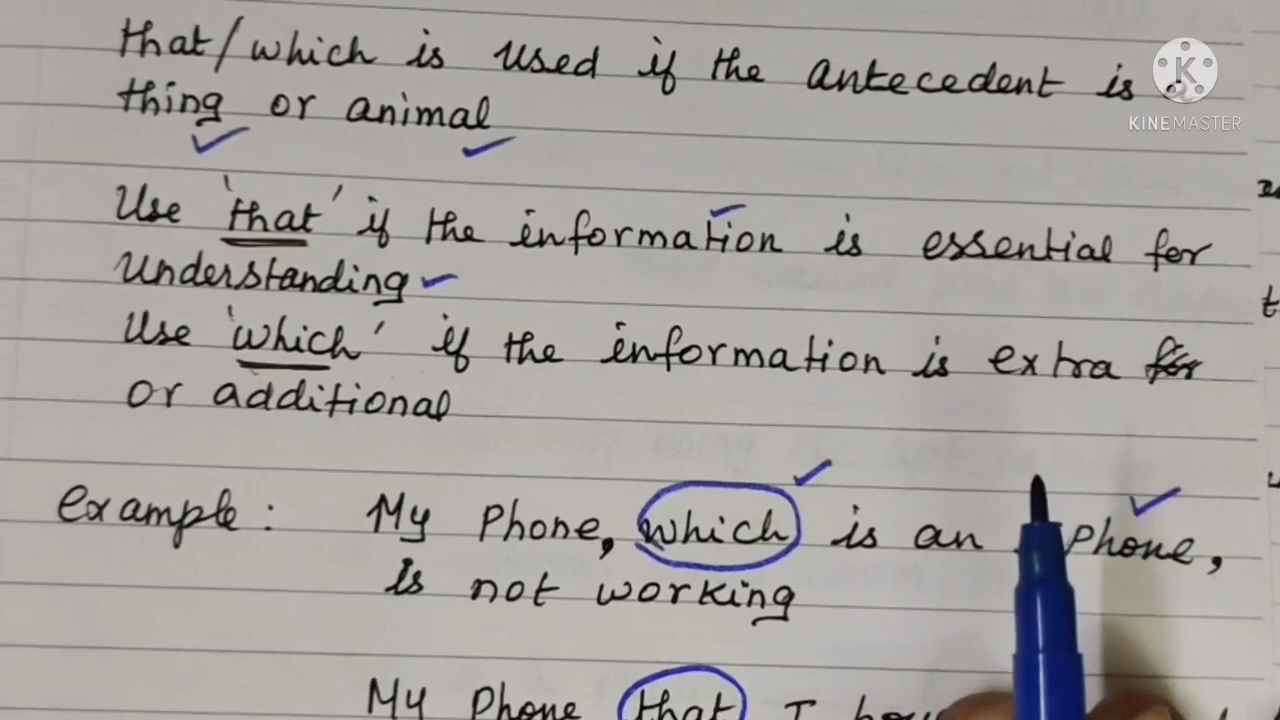 that/which is used if the antecedent is a
thing or animal
KINEMASTER
Use 'that' if the information is essential for
understanding
Use 'which' if the information is extra for
or additional
example: My Phone, which is an Phone,
is not working
My Phone that I